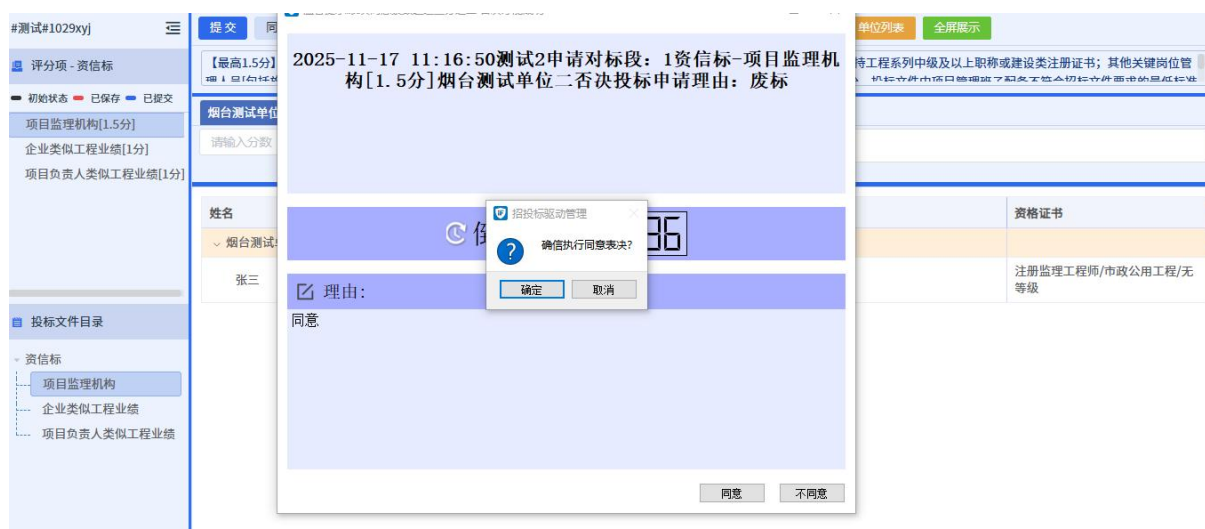 #测试#1029xyj
提交
同
单位列表
全屏展示
评分项 - 资信标
【最高1.5分】
持工程系列中级及以上职称或建设类注册证书；其他关键岗位管
初始状态 已保存 已提交
项目监理机构[1.5分]
企业类似工程业绩[1分]
项目负责人类似工程业绩[1分]
2025-11-17 11:16:50测试2申请对标段：1资信标-项目监理机
构[1.5分]烟台测试单位二否决投标申请理由：废标
烟台测试单位
请输入分数
姓名
资格证书
烟台测试
张三
注册监理工程师/市政公用工程/无
等级
招投标驱动管理
确信执行同意表决?
确定
取消
理由:
同意
投标文件目录
资信标
项目监理机构
企业类似工程业绩
项目负责人类似工程业绩
同意
不同意